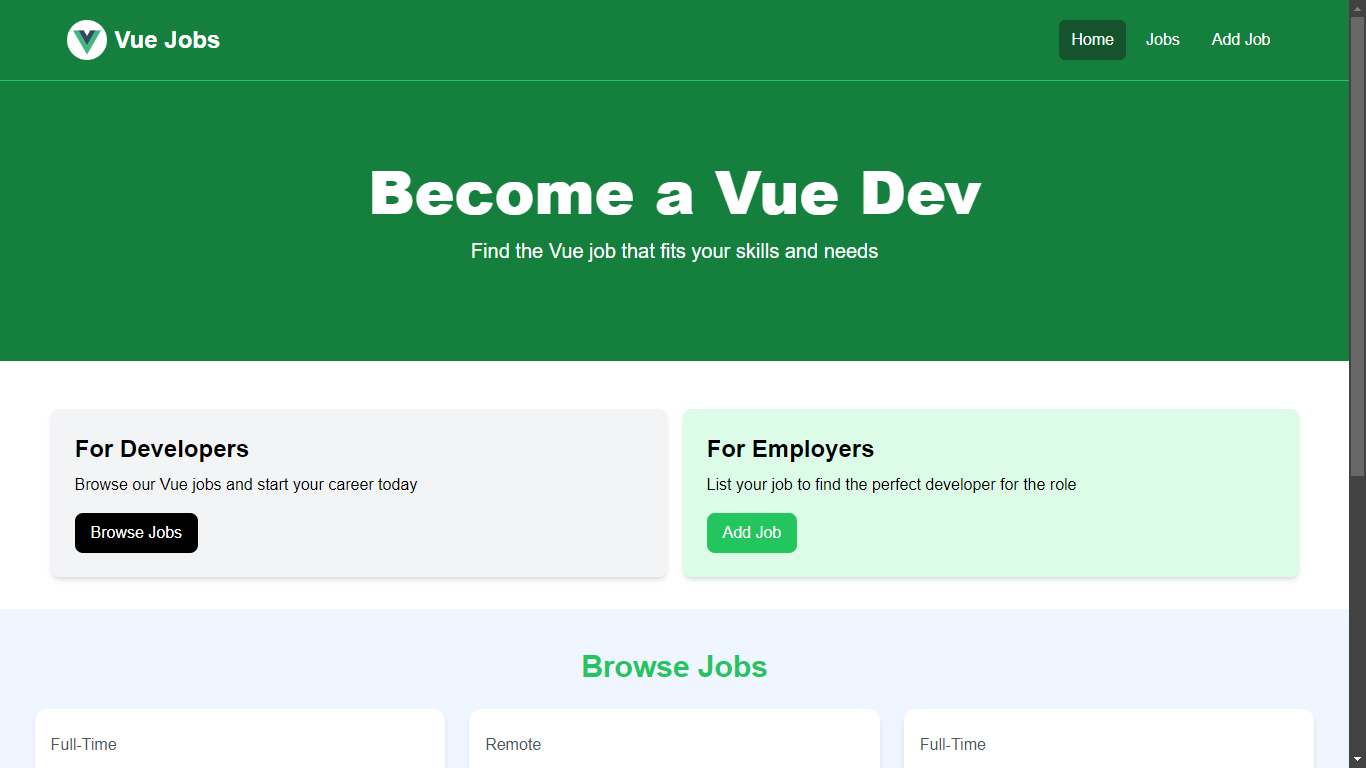 Vue Jobs
Home Jobs Add Job
Become a Vue Dev
Find the Vue job that fits your skills and needs
For Developers
Browse our Vue jobs and start your career today
Browse Jobs
For Employers
List your job to find the perfect developer for the role
Add Job
Browse Jobs
Full-Time
Remote
Full-Time